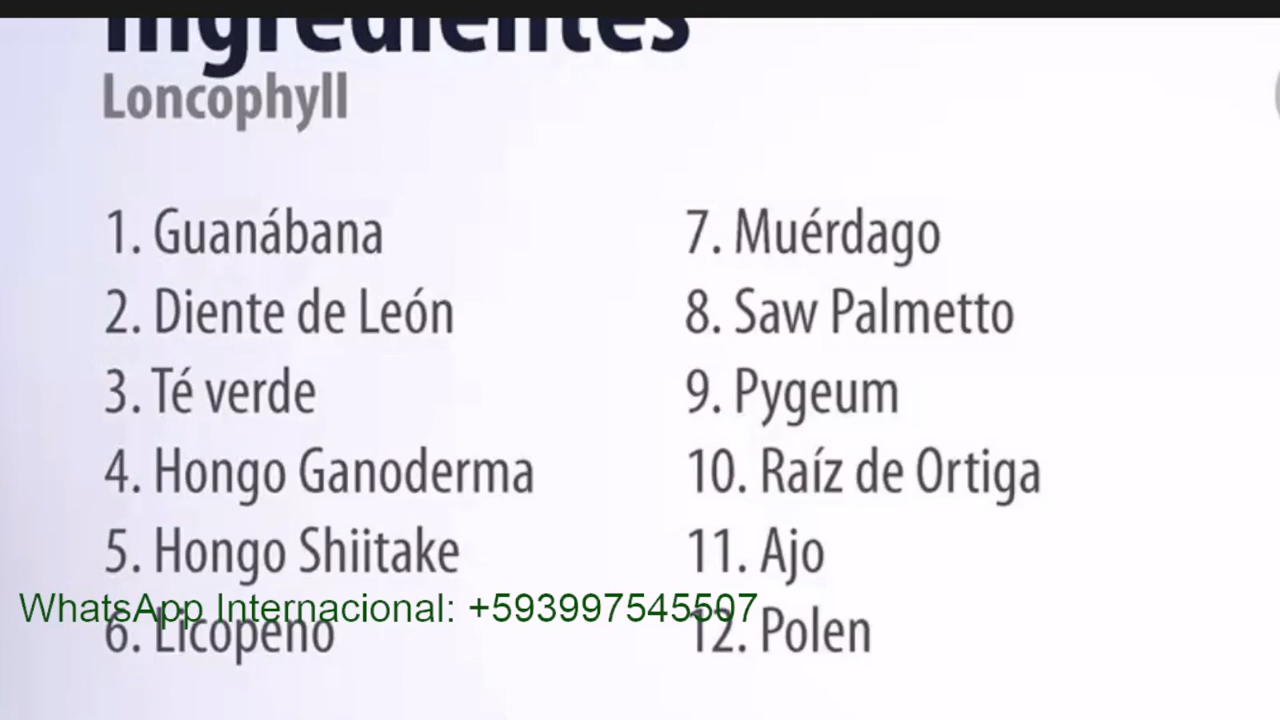 Ingredientes
Loncophyll
1. Guanábana
2. Diente de León
3. Té verde
4. Hongo Ganoderma
5. Hongo Shiitake
6. Licopeno
7. Muérdago
8. Saw Palmetto
9. Pygeum
10. Raíz de Ortiga
11. Ajo
12. Polen
WhatsApp Internacional: +593997545507